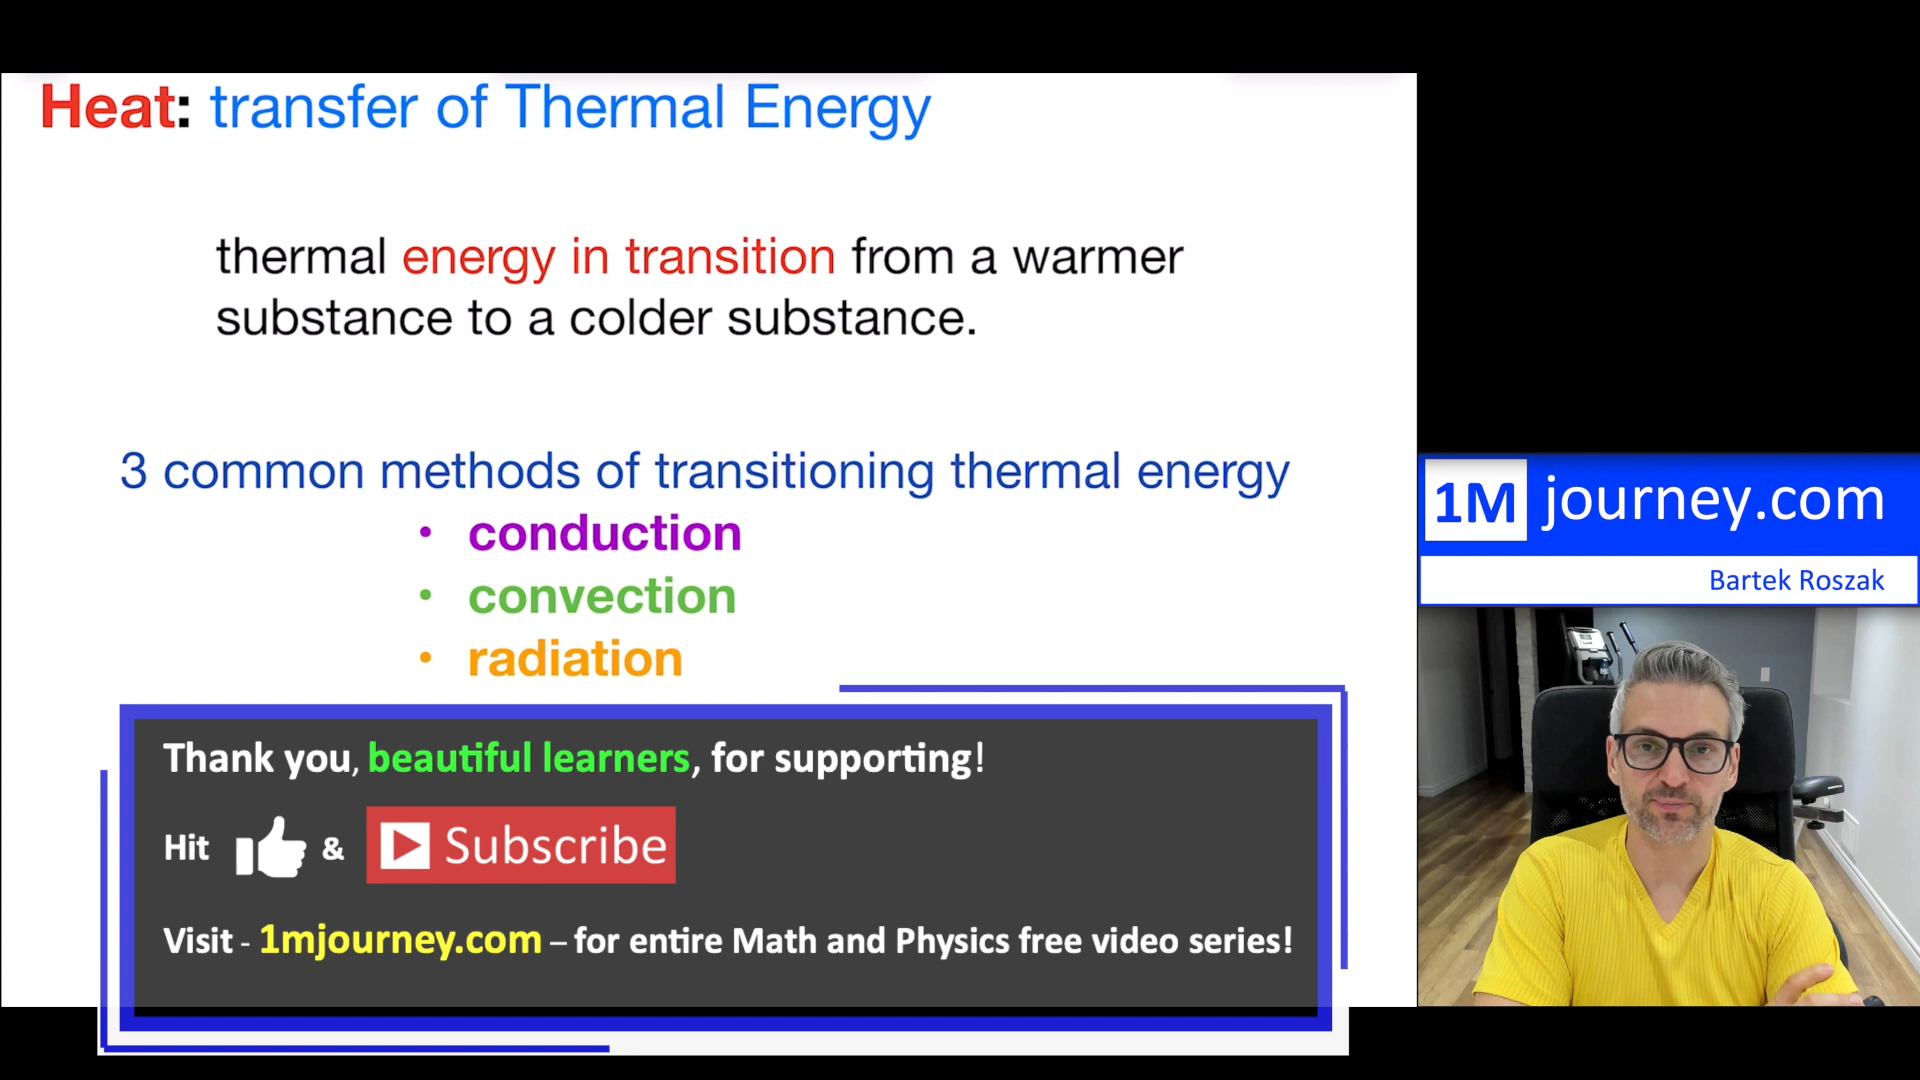 Heat: transfer of Thermal Energy
thermal energy in transition from a warmer
substance to a colder substance.
3 common methods of transitioning thermal energy
• conduction
• convection
• radiation
Thank you, beautiful learners, for supporting!
Hit & Subscribe
Visit - 1mjourney.com – for entire Math and Physics free video series!
1M journey.com
Bartek Roszak